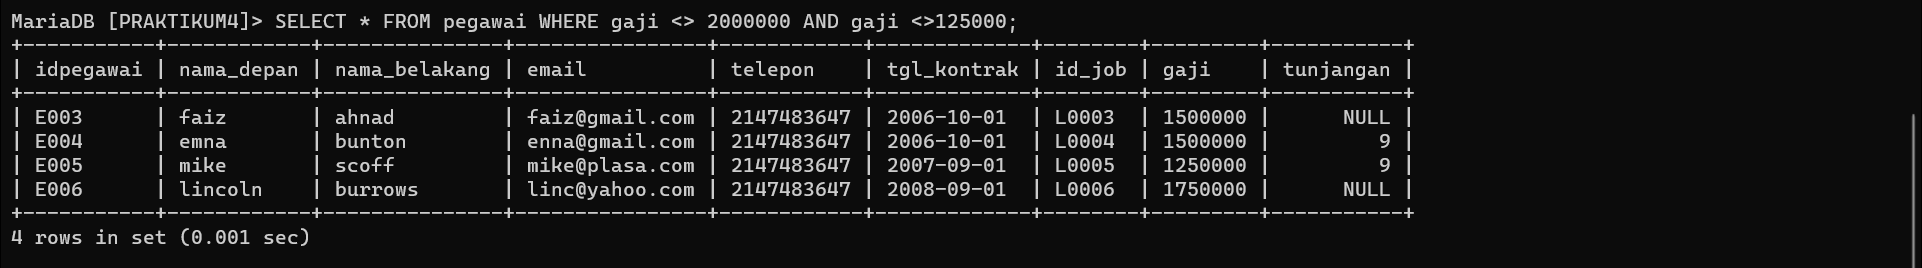 MariaDB [PRAKTIKUM4]> SELECT * FROM pegawai WHERE gaji <> 2000000 AND gaji <>125000;
+-----------+------------+---------------+----------------+------------+-------------+--------+---------+-----------+
| idpegawai | nama_depan | nama_belakang | email          | telepon    | tgl_kontrak | id_job | gaji    | tunjangan |
+-----------+------------+---------------+----------------+------------+-------------+--------+---------+-----------+
| E003      | faiz       | ahnad         | faiz@gmail.com | 2147483647 | 2006-10-01  | L0003  | 1500000 |      NULL |
| E004      | emna       | bunton        | enna@gmail.com | 2147483647 | 2006-10-01  | L0004  | 1500000 |         9 |
| E005      | mike       | scoff         | mike@plasa.com | 2147483647 | 2007-09-01  | L0005  | 1250000 |         9 |
| E006      | lincoln    | burrows       | linc@yahoo.com | 2147483647 | 2008-09-01  | L0006  | 1750000 |      NULL |
+-----------+------------+---------------+----------------+------------+-------------+--------+---------+-----------+
4 rows in set (0.001 sec)